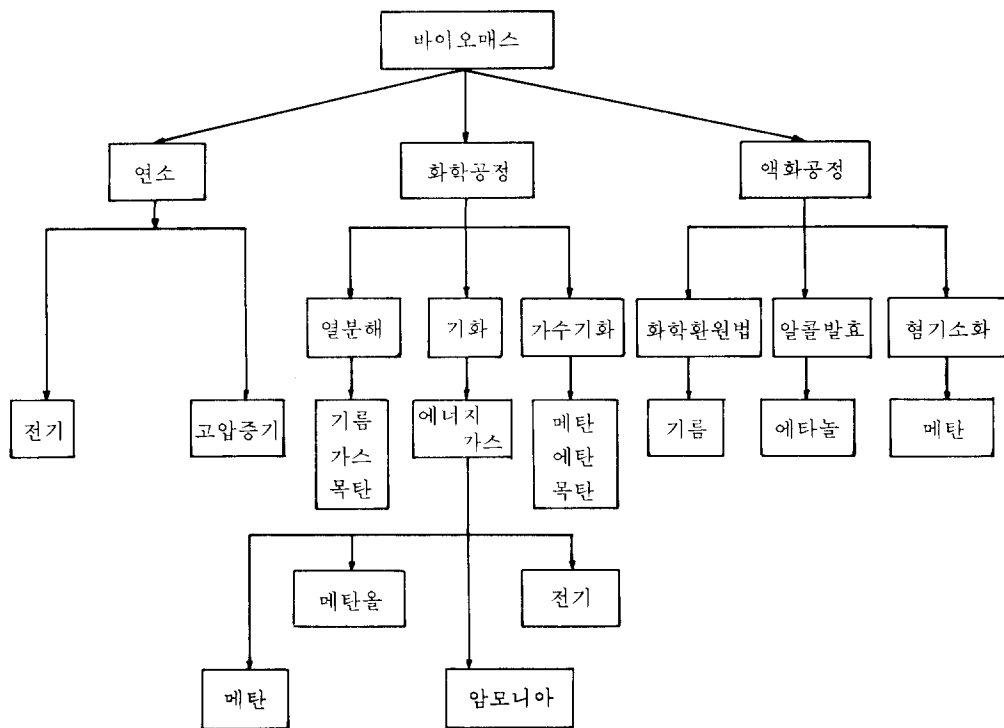 바이오매스
연소
화학공정
액화공정
열분해
기화
가수기화
화학환원법
알콜발효
혐기소화
전기
고압증기
기름
가스
목탄
에너지
가스
메탄
에탄
목탄
기름
에타놀
메탄
메탄올
전기
메탄
암모니아